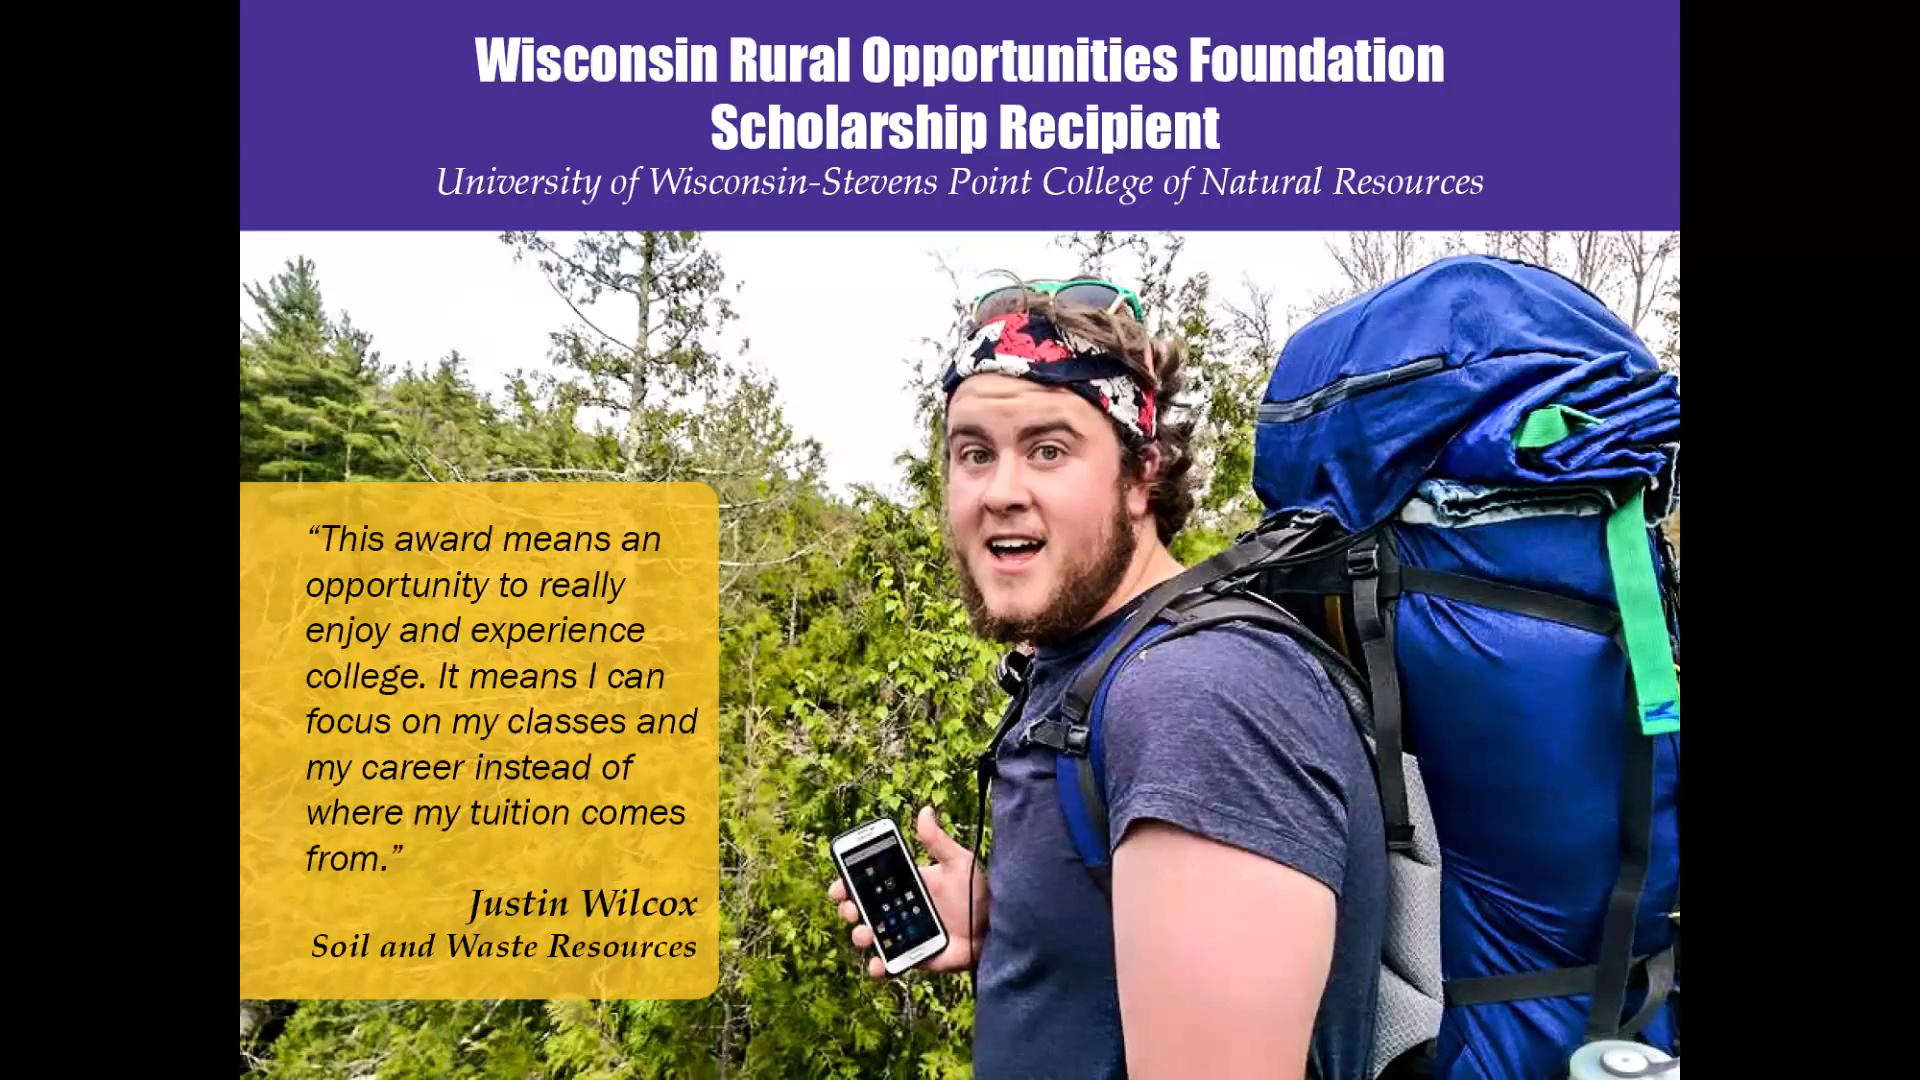 Wisconsin Rural Opportunities Foundation
Scholarship Recipient
University of Wisconsin-Stevens Point College of Natural Resources
“This award means an
opportunity to really
enjoy and experience
college. It means I can
focus on my classes and
my career instead of
where my tuition comes
from.”
Justin Wilcox
Soil and Waste Resources